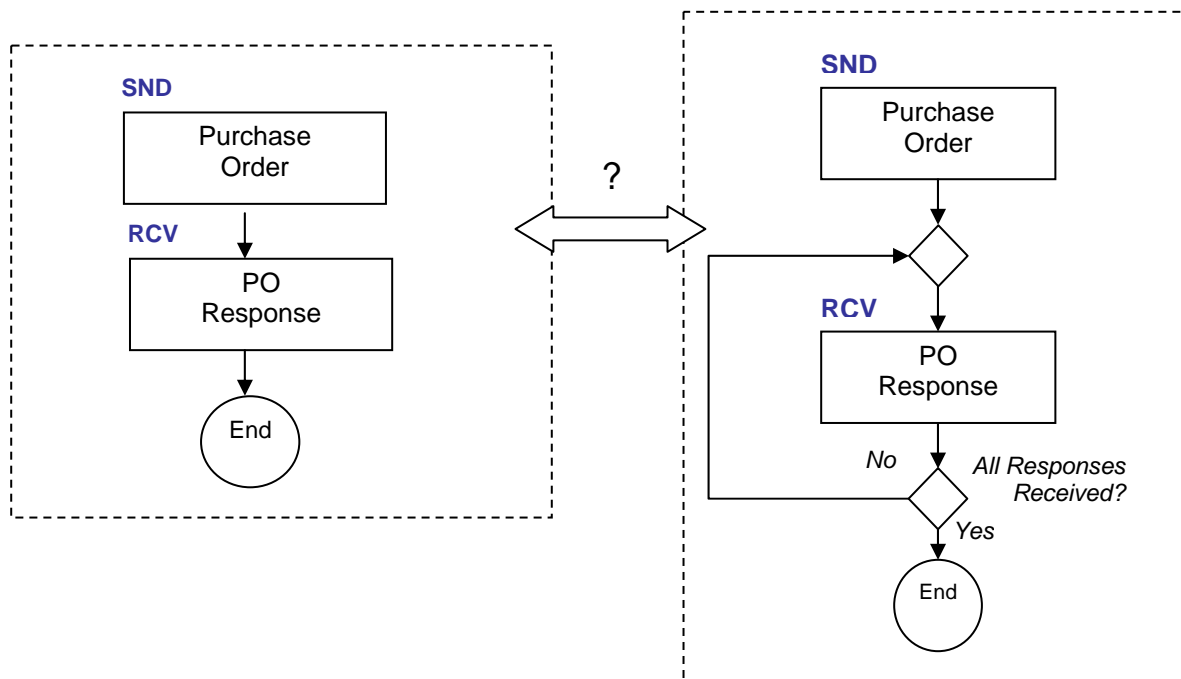 SND
Purchase
Order
RCV
PO
Response
End
?
SND
Purchase
Order
RCV
PO
Response
No
All Responses
Received?
Yes
End